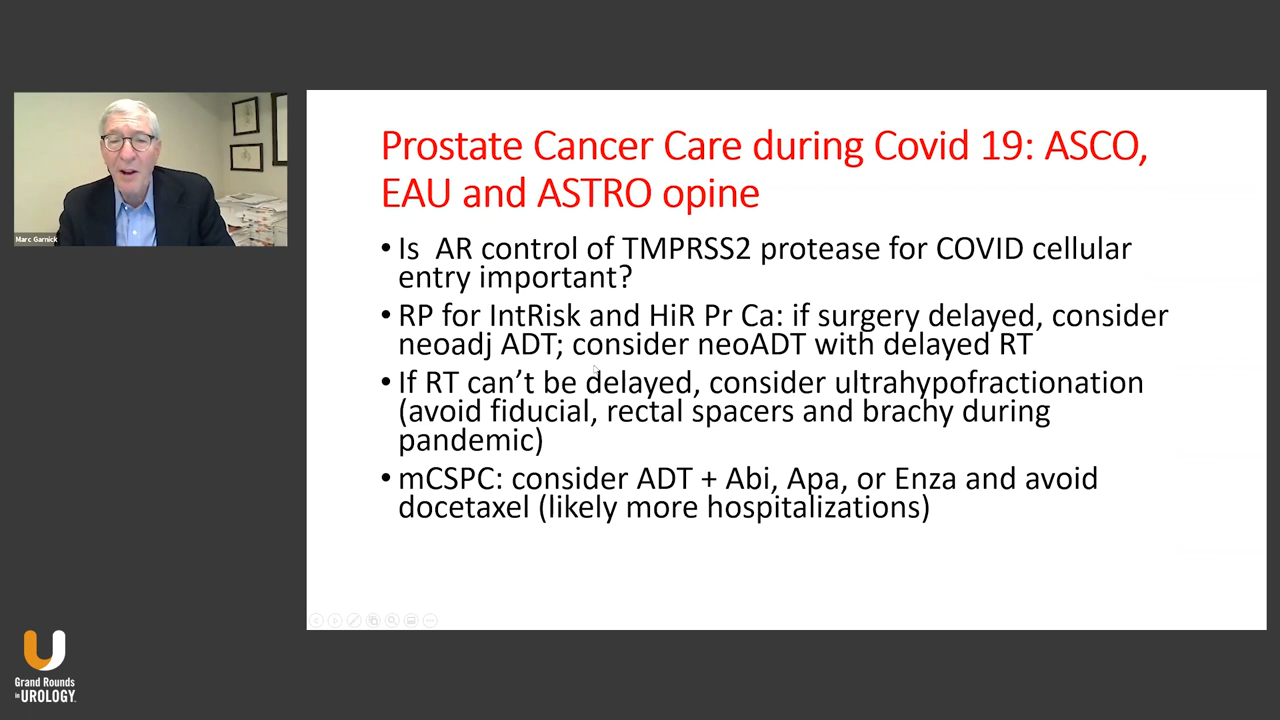 Prostate Cancer Care during Covid 19: ASCO,
EAU and ASTRO opine
• Is  AR control of TMPRSS2 protease for COVID cellular
entry important?
• RP for IntRisk and HiR Pr Ca: if surgery delayed, consider
neoadj ADT; consider neoADT with delayed RT
• If RT can’t be delayed, consider ultrahypofractionation
(avoid fiducial, rectal spacers and brachy during
pandemic)
• mCSPC: consider ADT + Abi, Apa, or Enza and avoid
docetaxel (likely more hospitalizations)
Marc Garnick
Grand Rounds
in UROLOGY